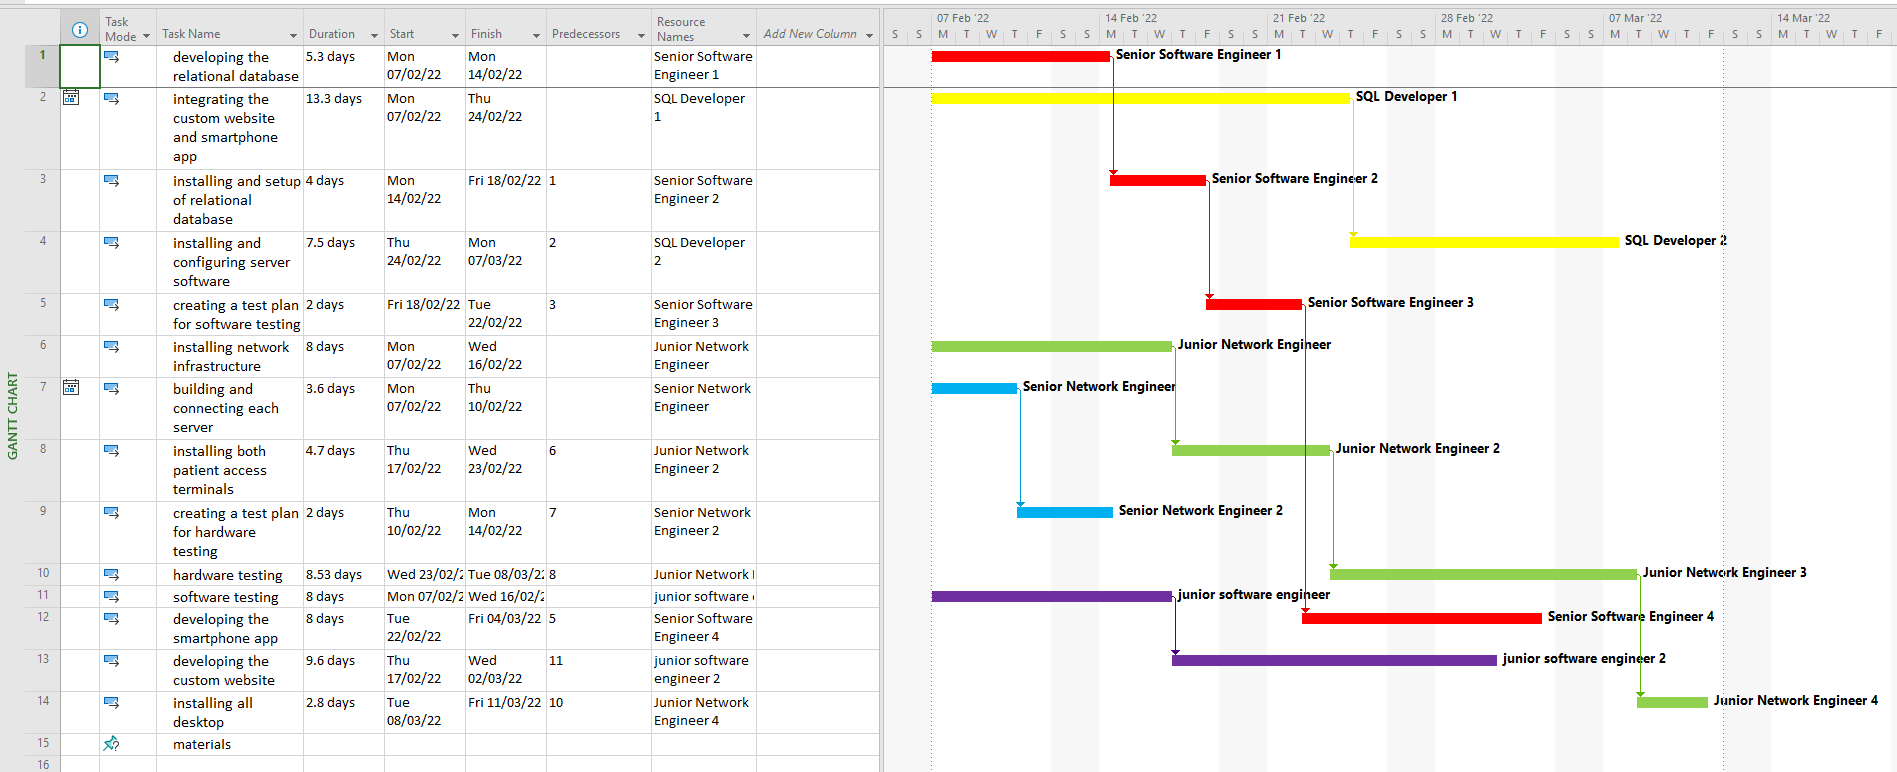 Task Mode
Task Name
Duration
Start
Finish
Predecessors
Resource Names
Add New Column
07 Feb '22
14 Feb '22
21 Feb '22
28 Feb '22
07 Mar '22
14 Mar '22
S S M T W T F S S M T W T F S S M T W T F S S M T W T F S S M T W T F S S M T W T F
GANTT CHART
1
developing the
relational database
5.3 days
Mon
07/02/22
Mon
14/02/22
Senior Software
Engineer 1
Senior Software Engineer 1
2
integrating the
custom website
and smartphone
app
13.3 days
Mon
07/02/22
Thu
24/02/22
SQL Developer
1
SQL Developer 1
3
installing and setup
of relational
database
4 days
Mon
14/02/22
Fri 18/02/22
1
Senior Software
Engineer 2
Senior Software Engineer 2
4
installing and
configuring server
software
7.5 days
Thu
24/02/22
Mon
07/03/22
2
SQL Developer
2
SQL Developer 2
5
creating a test plan
for software testing
2 days
Fri 18/02/22
Tue
22/02/22
3
Senior Software
Engineer 3
Senior Software Engineer 3
6
installing network
infrastructure
8 days
Mon
07/02/22
Wed
16/02/22
Junior Network
Engineer
Junior Network Engineer
7
building and
connecting each
server
3.6 days
Mon
07/02/22
Thu
10/02/22
Senior Network
Engineer
Senior Network Engineer
8
installing both
patient access
terminals
4.7 days
Thu
17/02/22
Wed
23/02/22
6
Junior Network
Engineer 2
Junior Network Engineer 2
9
creating a test plan
for hardware
testing
2 days
Thu
10/02/22
Mon
14/02/22
7
Senior Network
Engineer 2
Senior Network Engineer 2
10
hardware testing
8.53 days
Wed 23/02/2
Tue 08/03/22
8
Junior Network
Junior Network Engineer 3
11
software testing
8 days
Mon 07/02/2
Wed 16/02/2
junior software
junior software engineer
12
developing the
smartphone app
8 days
Tue
22/02/22
Fri 04/03/22
5
Senior Software
Engineer 4
Senior Software Engineer 4
13
developing the
custom website
9.6 days
Thu
17/02/22
Wed
02/03/22
11
junior software
engineer 2
junior software engineer 2
14
installing all
desktop
2.8 days
Tue
08/03/22
Fri 11/03/22
10
Junior Network
Engineer 4
Junior Network Engineer 4
15
materials
16